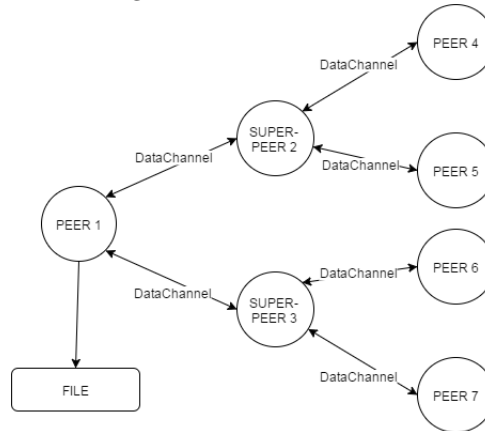 PEER 4
DataChannel
SUPER-
PEER 2
DataChannel
DataChannel
PEER 5
PEER 1
PEER 6
DataChannel
DataChannel
SUPER-
PEER 3
DataChannel
FILE
PEER 7